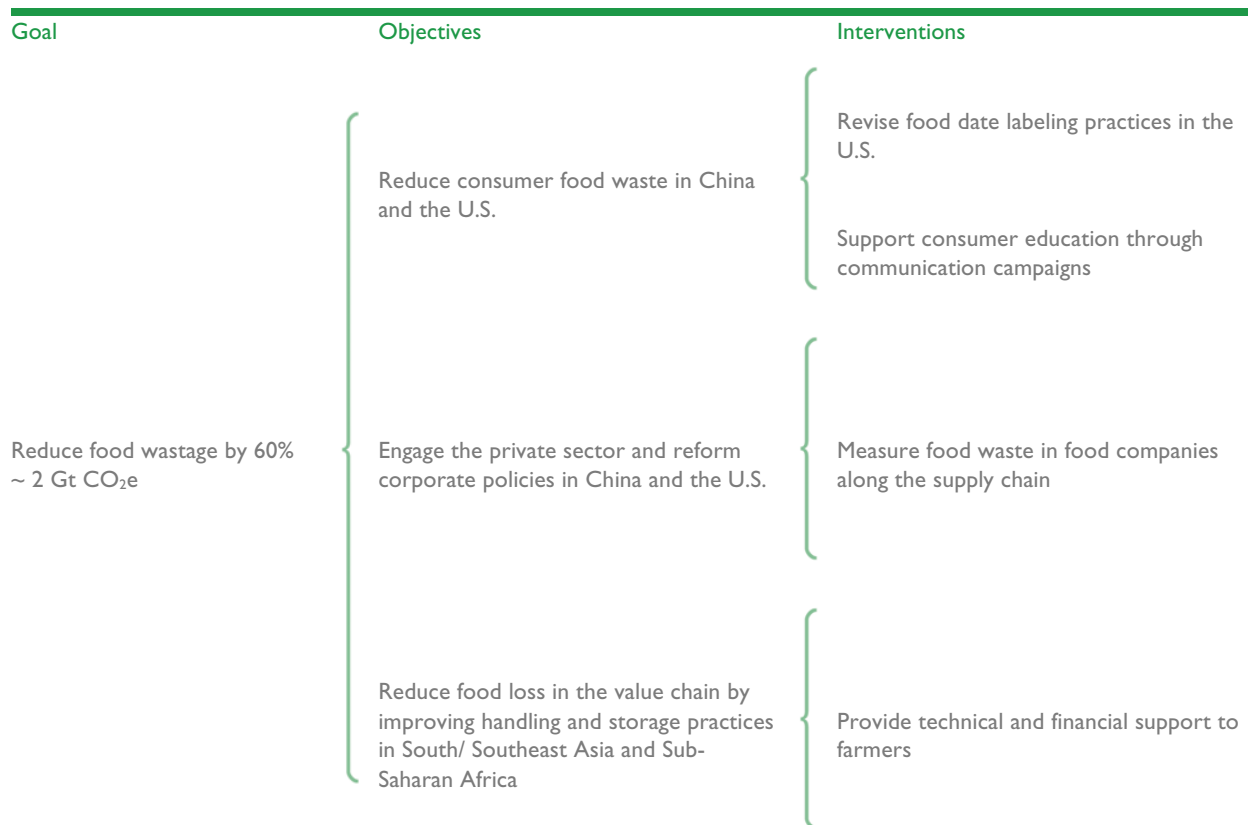 Goal
Objectives
Interventions
Revise food date labeling practices in the
U.S.
Reduce consumer food waste in China
and the U.S.
Support consumer education through
communication campaigns
Reduce food wastage by 60%
~ 2 Gt CO₂e
Engage the private sector and reform
corporate policies in China and the U.S.
Measure food waste in food companies
along the supply chain
Reduce food loss in the value chain by
improving handling and storage practices
in South/ Southeast Asia and Sub-
Saharan Africa
Provide technical and financial support to
farmers